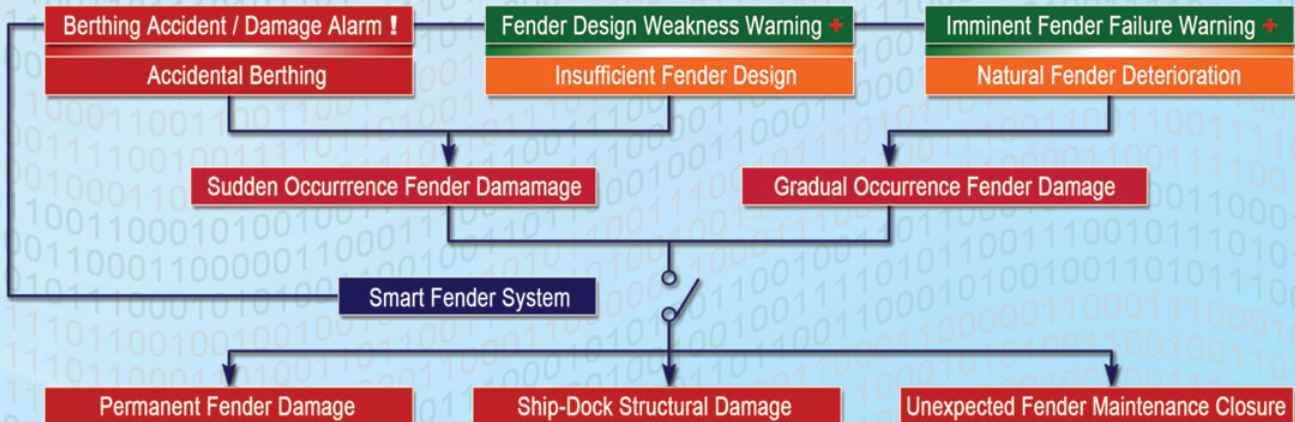 Berthing Accident / Damage Alarm !
Fender Design Weakness Warning +
Imminent Fender Failure Warning +
Accidental Berthing
Insufficient Fender Design
Natural Fender Deterioration
Sudden Occurrrence Fender Damamage
Gradual Occurrence Fender Damage
Smart Fender System
Permanent Fender Damage
Ship-Dock Structural Damage
Unexpected Fender Maintenance Closure